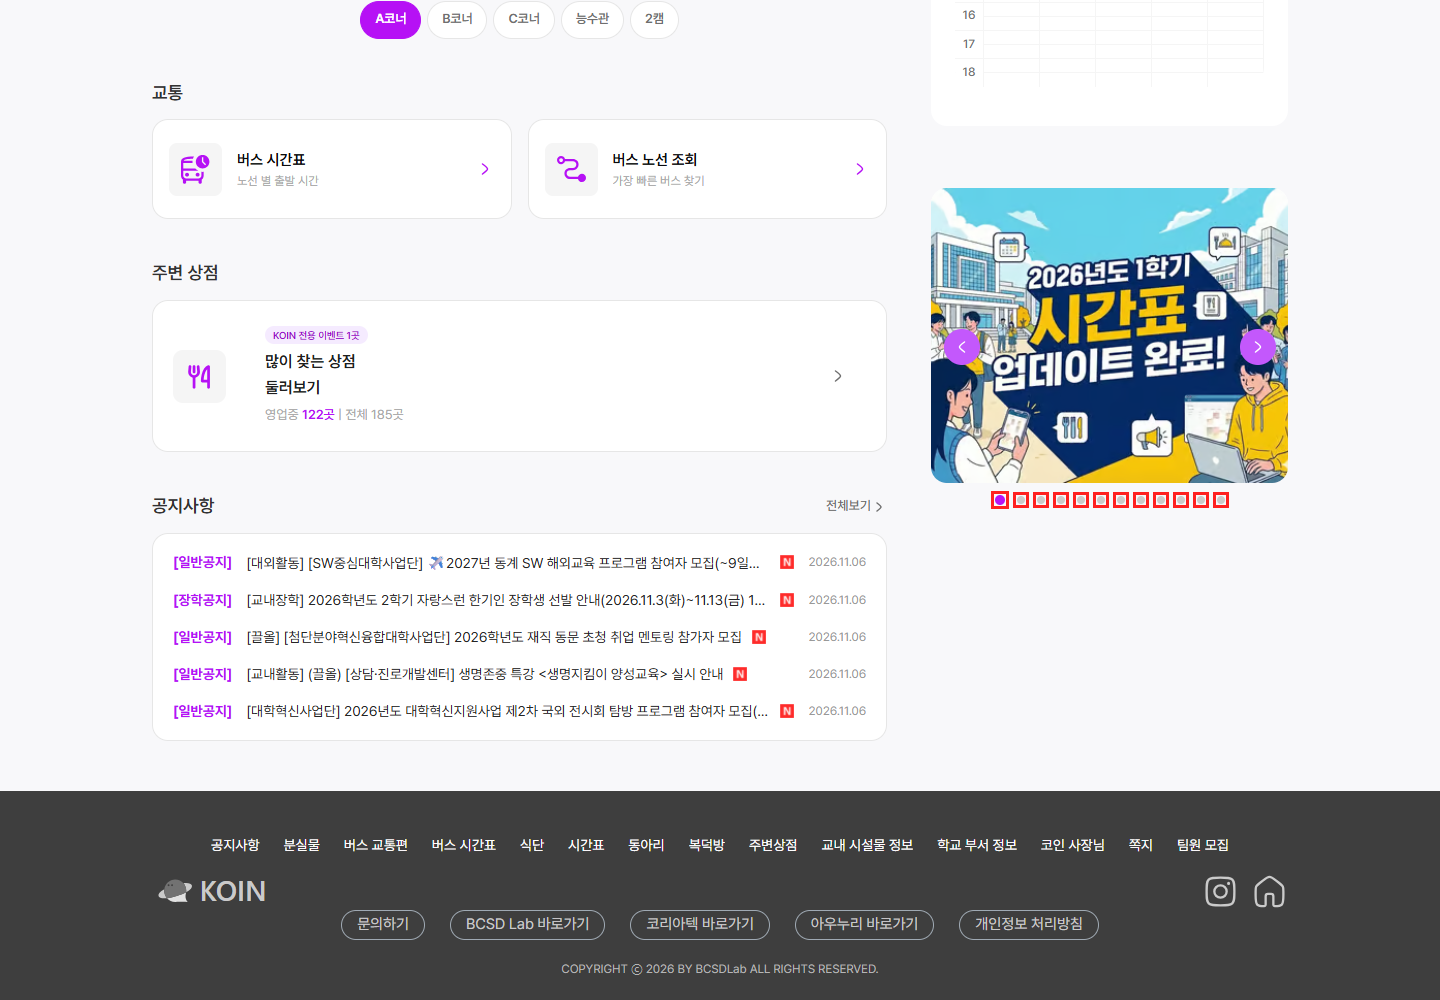 A코너 B코너 C코너 능수관 2캠
16
17
18
교통
버스 시간표
노선 별 출발 시간
버스 노선 조회
가장 빠른 버스 찾기
주변 상점
KOIN 전용 이벤트 1곳
많이 찾는 상점
둘러보기
영업중 122곳 | 전체 185곳
2026년도 1학기
시간표
업데이트 완료!
공지사항 전체보기
[일반공지] [대외활동] [SW중심대학사업단] ✈️ 2027년 동계 SW 해외교육 프로그램 참여자 모집(~9일... N 2026.11.06
[장학공지] [교내장학] 2026학년도 2학기 자랑스런 한기인 장학생 선발 안내(2026.11.3(화)~11.13(금) 1... N 2026.11.06
[일반공지] [끌올] [첨단분야혁신융합대학사업단] 2026학년도 재직 동문 초청 취업 멘토링 참가자 모집 N 2026.11.06
[일반공지] [교내활동] (끌올) [상담·진로개발센터] 생명존중 특강 <생명지킴이 양성교육> 실시 안내 N 2026.11.06
[일반공지] [대학혁신사업단] 2026년도 대학혁신지원사업 제2차 국외 전시회 탐방 프로그램 참여자 모집(... N 2026.11.06
공지사항 분실물 버스 교통편 버스 시간표 식단 시간표 동아리 복덕방 주변상점 교내 시설물 정보 학교 부서 정보 코인 사장님 쪽지 팀원 모집
KOIN
문의하기 BCSD Lab 바로가기 코리아텍 바로가기 아우누리 바로가기 개인정보 처리방침
COPYRIGHT ⓒ 2026 BY BCSDLab ALL RIGHTS RESERVED.